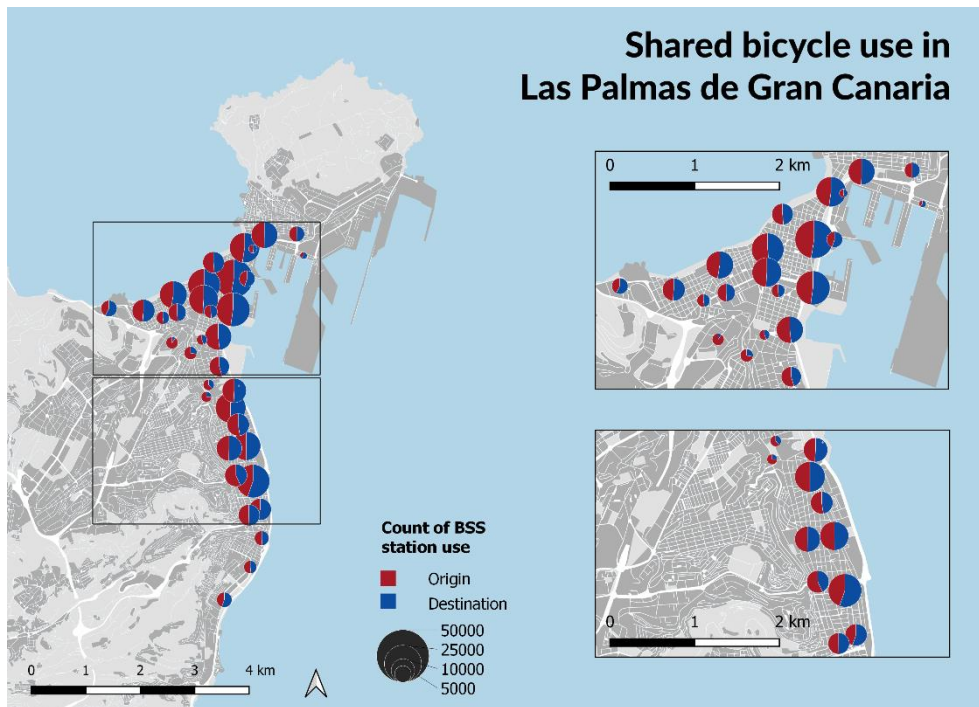 Shared bicycle use in
Las Palmas de Gran Canaria
0 1 2 km
0 1 2 km
Count of BSS
station use
Origin
Destination
50000
25000
10000
5000
0 1 2 3 4 km